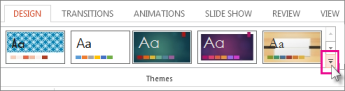 DESIGN TRANSITIONS ANIMATIONS SLIDE SHOW REVIEW VIEW
Aa Aa Aa Aa Aa
Themes